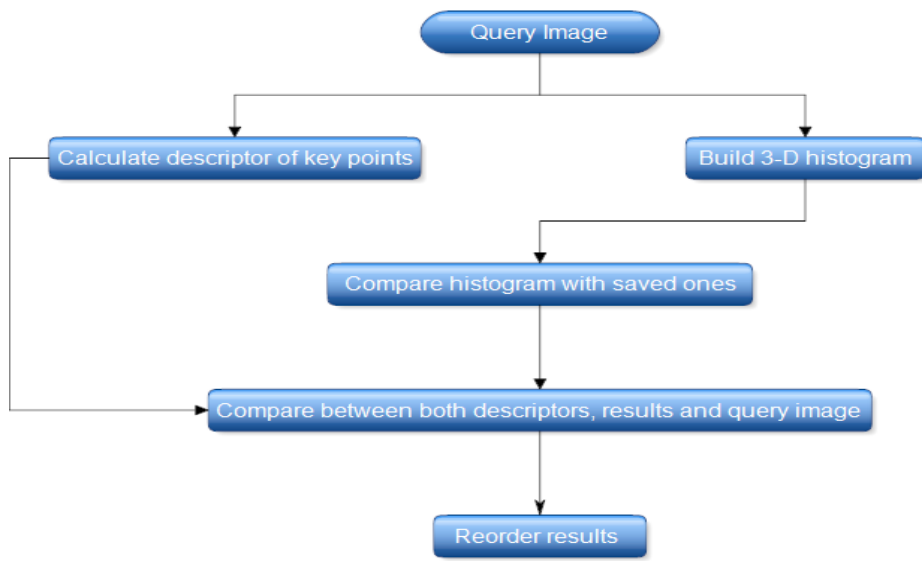 Query Image
Calculate descriptor of key points
Build 3-D histogram
Compare histogram with saved ones
Compare between both descriptors, results and query image
Reorder results